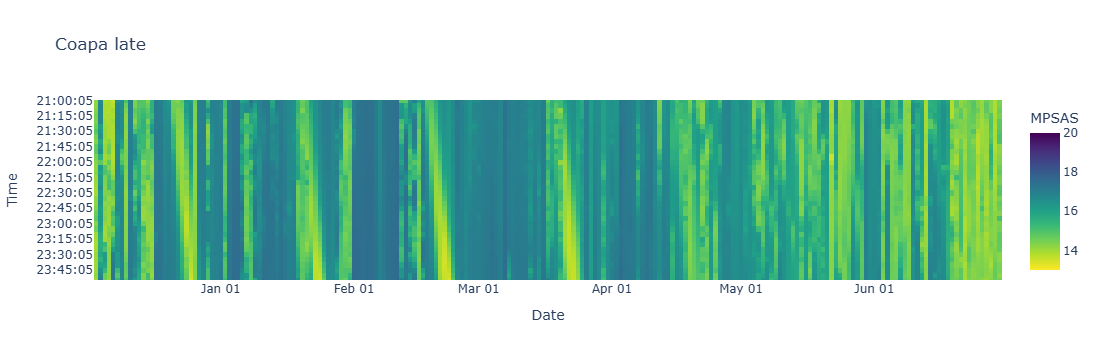 Coapa late
MPSAS
21:00:05
21:15:05
21:30:05
21:45:05
22:00:05
22:15:05
22:30:05
22:45:05
23:00:05
23:15:05
23:30:05
23:45:05
Time
20
18
16
14
Jan 01
Feb 01
Mar 01
Apr 01
May 01
Jun 01
Date